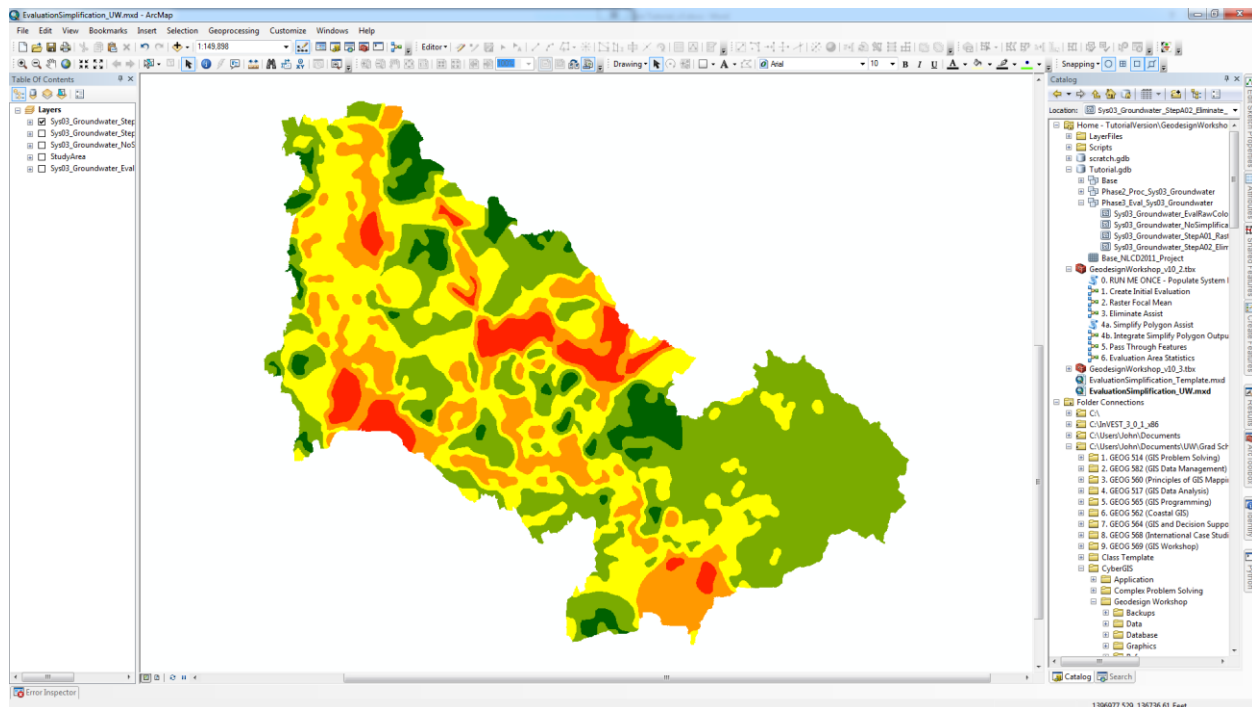 EvaluationSimplification_UW.mxd - ArcMap
File Edit View Bookmarks Insert Selection Geoprocessing Customize Windows Help
1:149,898
Editor
Drawing
Arial
10
B I U A
Snapping
Table Of Contents
Layers
Sys03_Groundwater_Step
Sys03_Groundwater_Step
Sys03_Groundwater_NoS
StudyArea
Sys03_Groundwater_Eval
Catalog
Location: Sys03_Groundwater_StepA02_Eliminate_
Home - TutorialVersion\GeodesignWorksho
LayerFiles
Scripts
scratch.gdb
Tutorial.gdb
Base
Phase2_Proc_Sys03_Groundwater
Phase3_Eval_Sys03_Groundwater
Sys03_Groundwater_EvalRawColo
Sys03_Groundwater_NoSimplifica
Sys03_Groundwater_StepA01_Rast
Sys03_Groundwater_StepA02_Elim
Base_NLCD2011_Project
GeodesignWorkshop_v10_2.tbx
0. RUN ME ONCE - Populate System
1. Create Initial Evaluation
2. Raster Focal Mean
3. Eliminate Assist
4a. Simplify Polygon Assist
4b. Integrate Simplify Polygon Outpu
5. Pass Through Features
6. Evaluation Area Statistics
GeodesignWorkshop_v10_3.tbx
EvaluationSimplification_Template.mxd
EvaluationSimplification_UW.mxd
Folder Connections
C:\
C:\InVEST_3_0_1_x86
C:\Users\John\Documents
C:\Users\John\Documents\UW\Grad Sch
1. GEOG 514 (GIS Problem Solving)
2. GEOG 582 (GIS Data Management)
3. GEOG 560 (Principles of GIS Mappi
4. GEOG 517 (GIS Data Analysis)
5. GEOG 565 (GIS Programming)
6. GEOG 562 (Coastal GIS)
7. GEOG 564 (GIS and Decision Suppo
8. GEOG 568 (International Case Studi
9. GEOG 569 (GIS Workshop)
Class Template
CyberGIS
Application
Complex Problem Solving
Geodesign Workshop
Backups
Data
Database
Graphics
Catalog Search
Error Inspector
1396977.529 136736.61 Feet